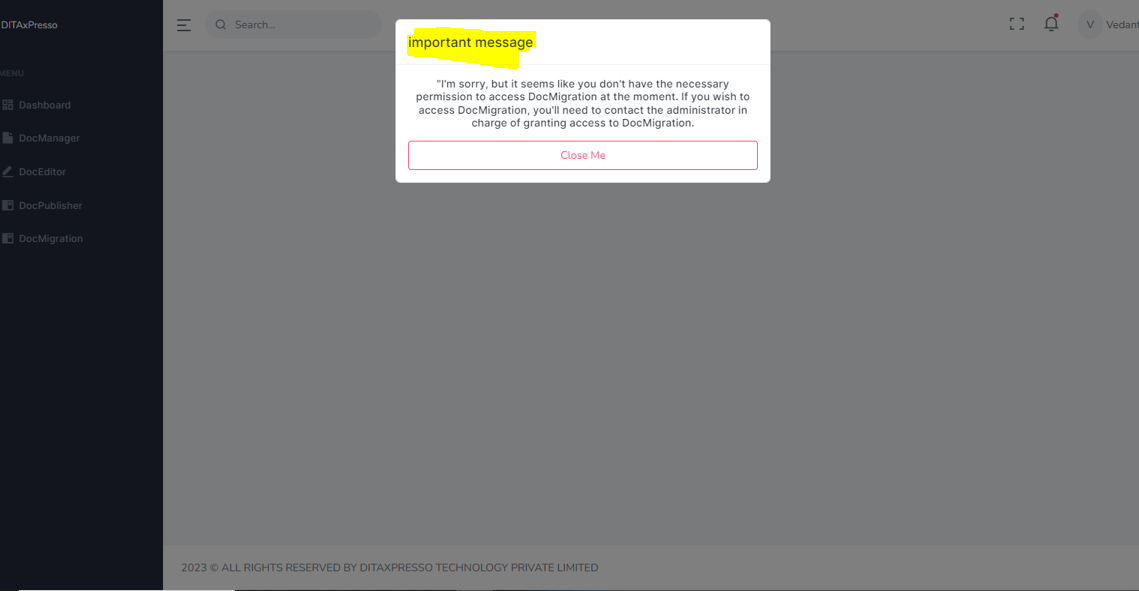 DITAxPresso
Search...
V Vedant
MENU
Dashboard
DocManager
DocEditor
DocPublisher
DocMigration
important message
"I'm sorry, but it seems like you don't have the necessary
permission to access DocMigration at the moment. If you wish to
access DocMigration, you'll need to contact the administrator in
charge of granting access to DocMigration.
Close Me
2023 © ALL RIGHTS RESERVED BY DITAXPRESSO TECHNOLOGY PRIVATE LIMITED